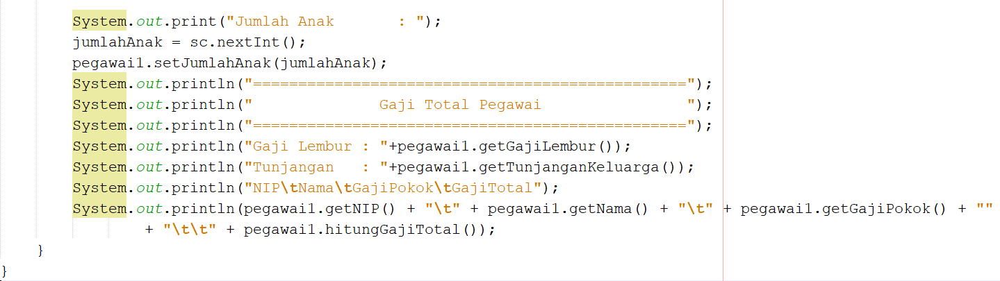 System.out.print("Jumlah Anak       : ");
jumlahAnak = sc.nextInt();
pegawai1.setJumlahAnak(jumlahAnak);
System.out.println("================================================");
System.out.println("              Gaji Total Pegawai                ");
System.out.println("================================================");
System.out.println("Gaji Lembur : "+pegawai1.getGajiLembur());
System.out.println("Tunjangan   : "+pegawai1.getTunjanganKeluarga());
System.out.println("NIP\tNama\tGajiPokok\tGajiTotal");
System.out.println(pegawai1.getNIP() + "\t" + pegawai1.getNama() + "\t" + pegawai1.getGajiPokok() + ""
+ "\t\t" + pegawai1.hitungGajiTotal());
}
}